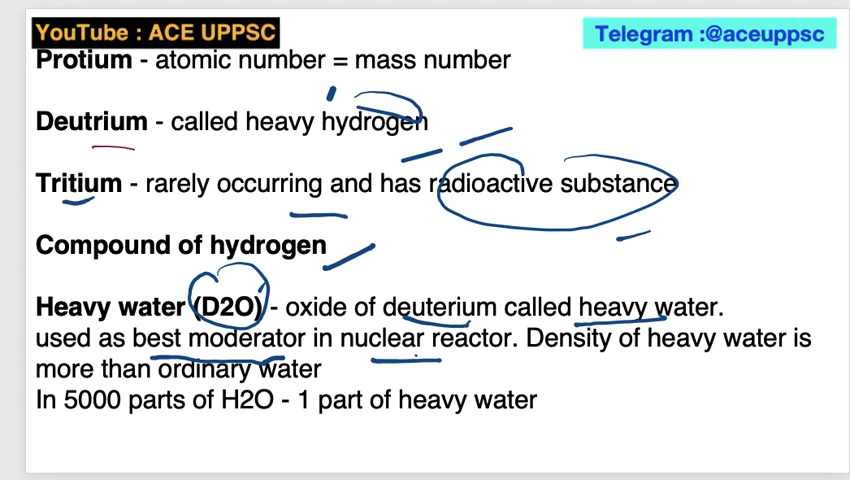 YouTube : ACE UPPSC
Telegram :@aceuppsc
Protium - atomic number = mass number
Deutrium - called heavy hydrogen
Tritium - rarely occurring and has radioactive substance
Compound of hydrogen
Heavy water (D2O) - oxide of deuterium called heavy water.
used as best moderator in nuclear reactor. Density of heavy water is
more than ordinary water
In 5000 parts of H2O - 1 part of heavy water